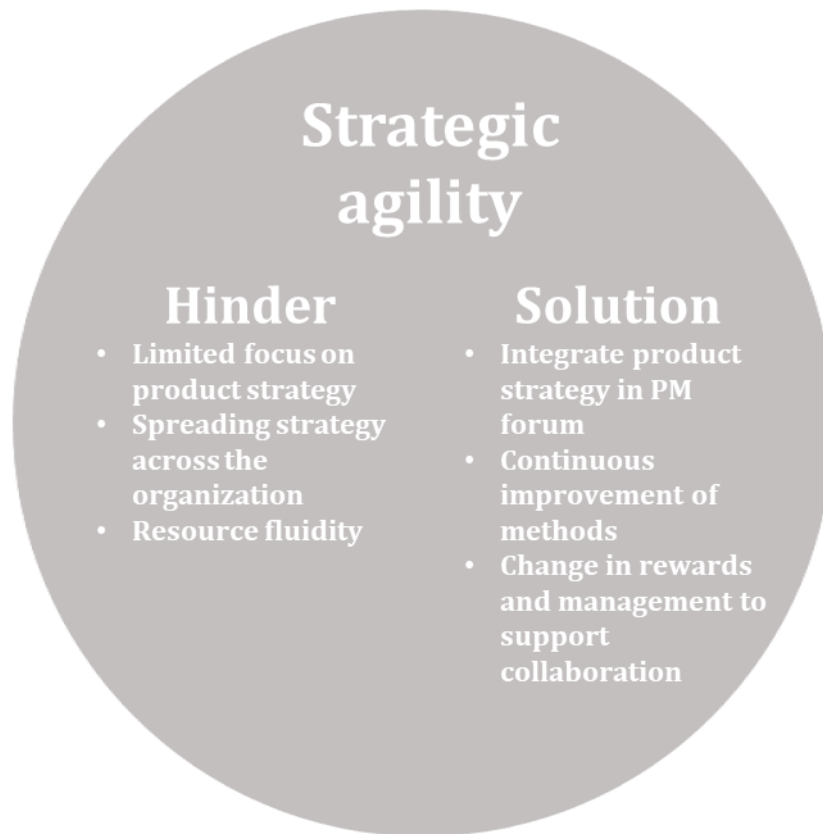 Strategic
agility
Hinder
• Limited focus on
product strategy
• Spreading strategy
across the
organization
• Resource fluidity
Solution
• Integrate product
strategy in PM
forum
• Continuous
improvement of
methods
• Change in rewards
and management to
support
collaboration